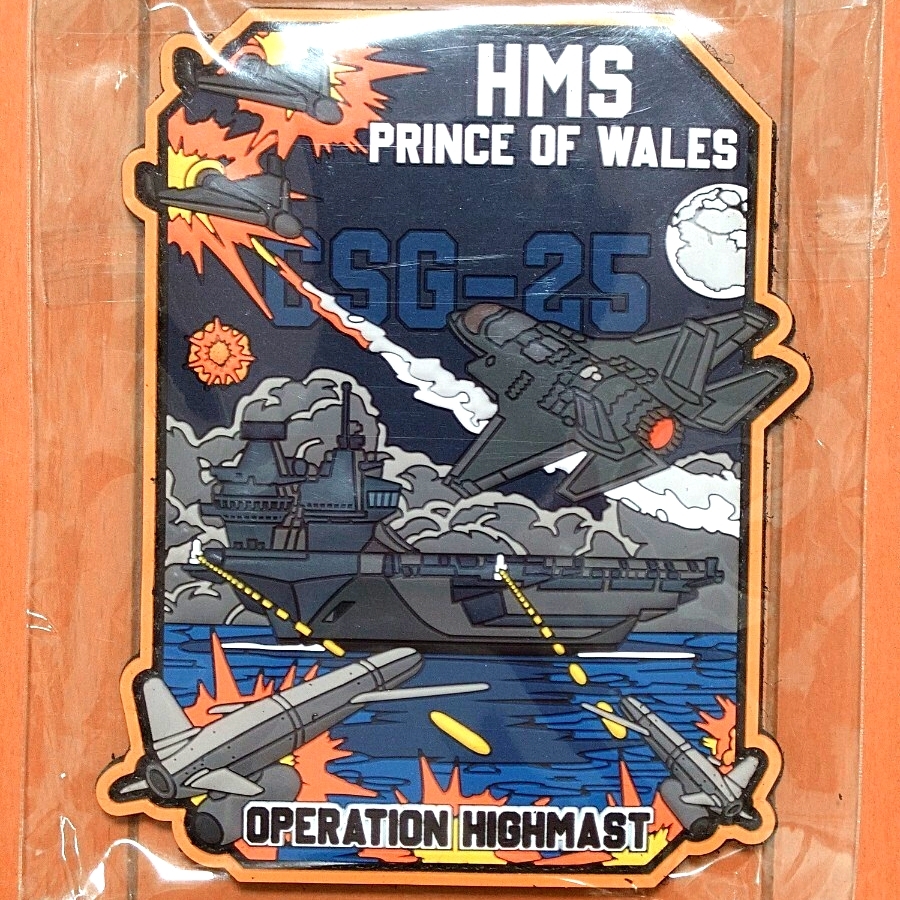 HMS
PRINCE OF WALES
CSG-25
OPERATION HIGHMAST